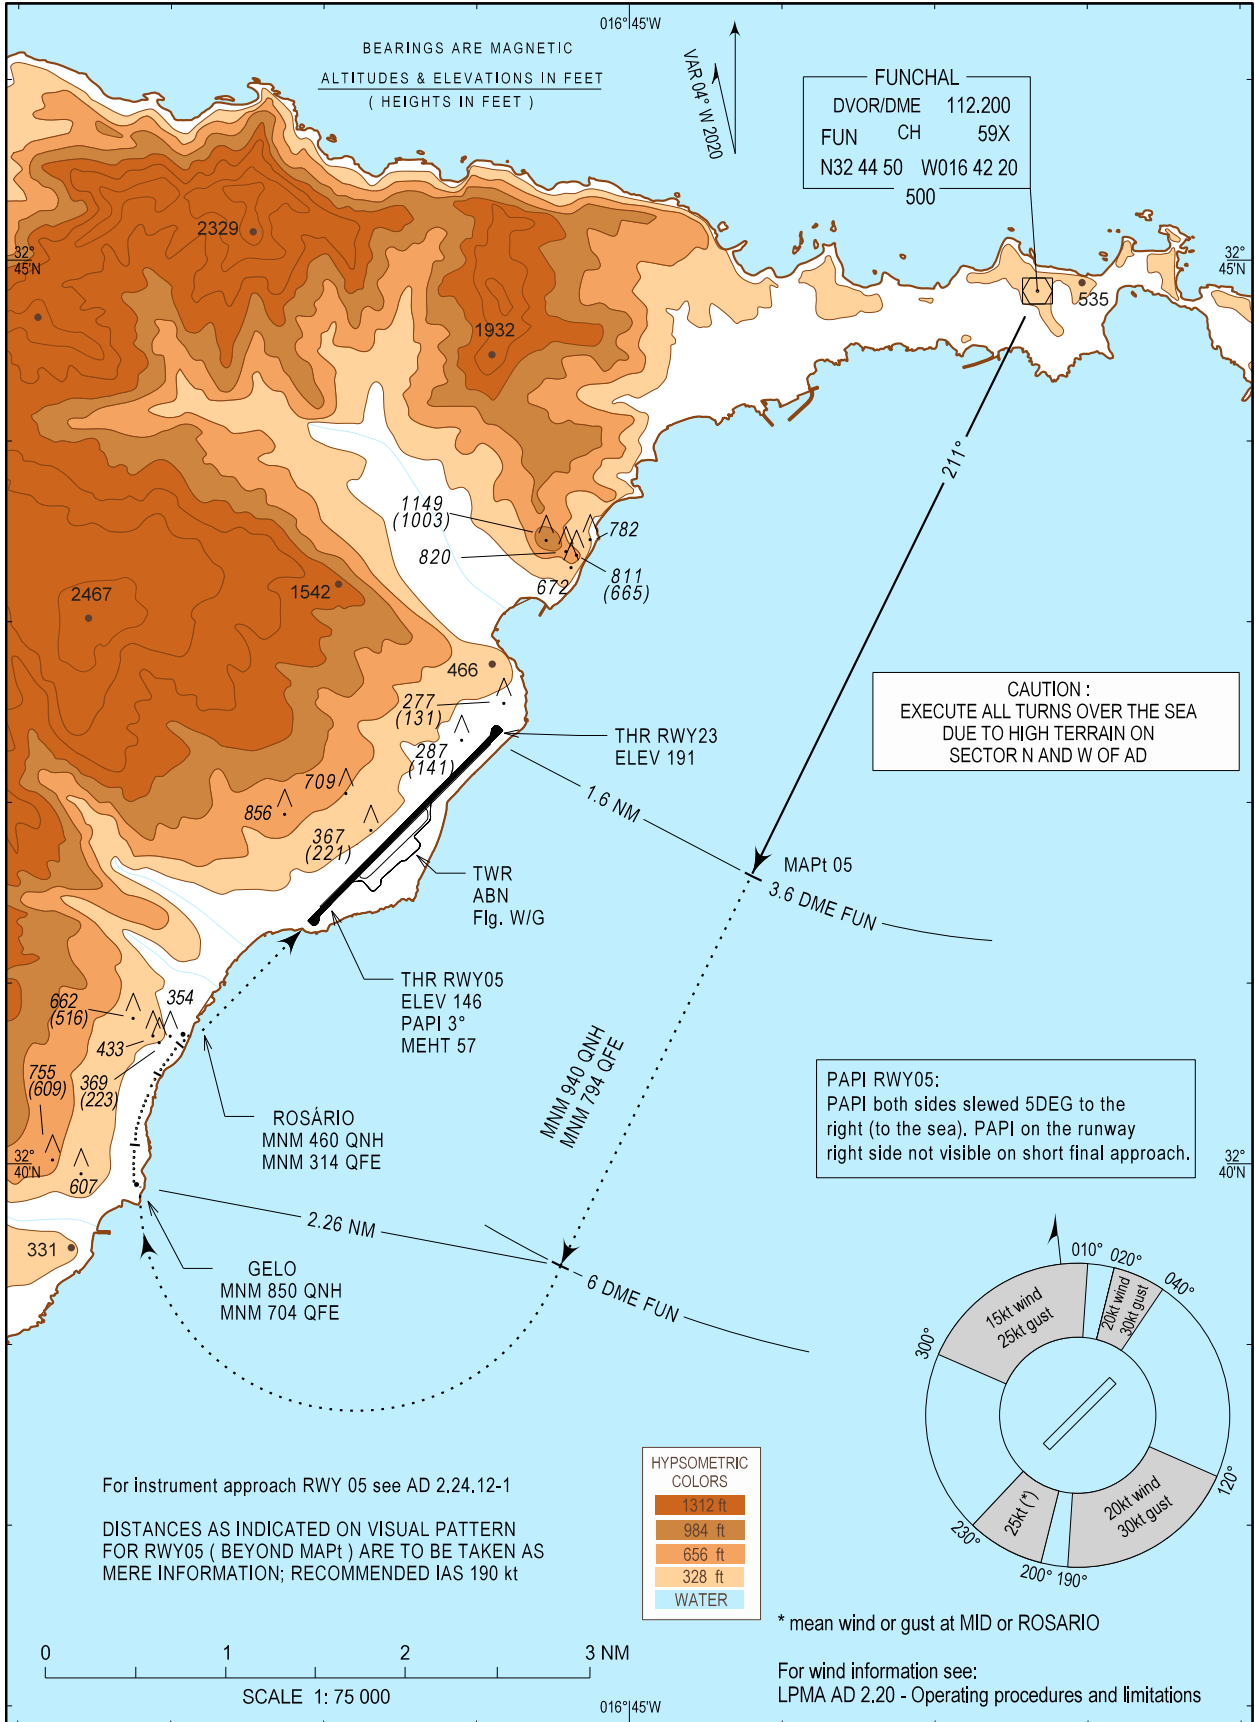 016°45'W
BEARINGS ARE MAGNETIC
ALTITUDES & ELEVATIONS IN FEET
( HEIGHTS IN FEET )
VAR 04° W 2020
FUNCHAL
DVOR/DME 112.200
FUN CH 59X
N32 44 50 W016 42 20
500
32°
45'N
32°
45'N
2329
535
1932
211°
1149
(1003)
782
820
811
(665)
672
2467
1542
466
277
(131)
287
(141)
THR RWY23
ELEV 191
CAUTION :
EXECUTE ALL TURNS OVER THE SEA
DUE TO HIGH TERRAIN ON
SECTOR N AND W OF AD
709
856
367
(221)
1.6 NM
MAPt 05
3.6 DME FUN
TWR
ABN
Flg. W/G
THR RWY05
ELEV 146
PAPI 3°
MEHT 57
662
(516)
354
433
755
(609)
369
(223)
607
ROSÁRIO
MNM 460 QNH
MNM 314 QFE
MNM 940 QNH
MNM 794 QFE
PAPI RWY05:
PAPI both sides slewed 5DEG to the
right (to the sea). PAPI on the runway
right side not visible on short final approach.
32°
40'N
32°
40'N
2.26 NM
331
GELO
MNM 850 QNH
MNM 704 QFE
6 DME FUN
010° 020°
040°
300°
15kt wind
25kt gust
20kt wind
30kt gust
120°
20kt wind
30kt gust
25kt (*)
230°
200° 190°
HYPSOMETRIC
COLORS
1312 ft
984 ft
656 ft
328 ft
WATER
For instrument approach RWY 05 see AD 2.24.12-1
DISTANCES AS INDICATED ON VISUAL PATTERN
FOR RWY05 ( BEYOND MAPt ) ARE TO BE TAKEN AS
MERE INFORMATION; RECOMMENDED IAS 190 kt
* mean wind or gust at MID or ROSARIO
For wind information see:
LPMA AD 2.20 - Operating procedures and limitations
0 1 2 3 NM
SCALE 1: 75 000
016°45'W